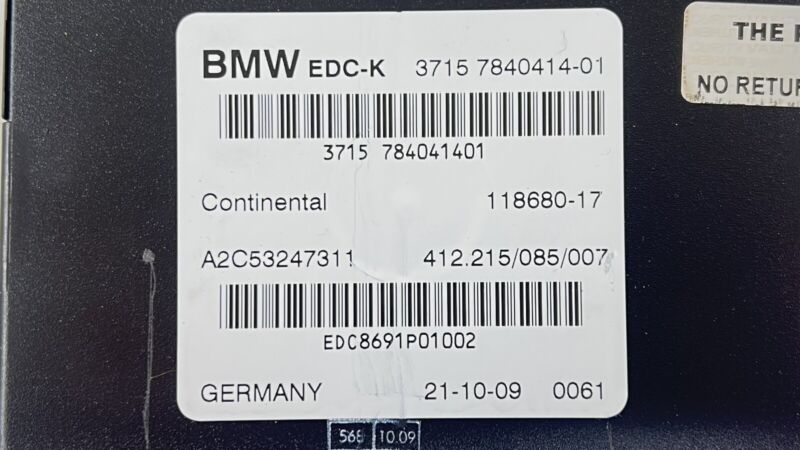 BMW EDC-K 3715 7840414-01
3715 784041401
Continental 118680-17
A2C53247311 412.215/085/007
EDC8691P01002
GERMANY 21-10-09 0061
568 10.09
THE
NO RETUR